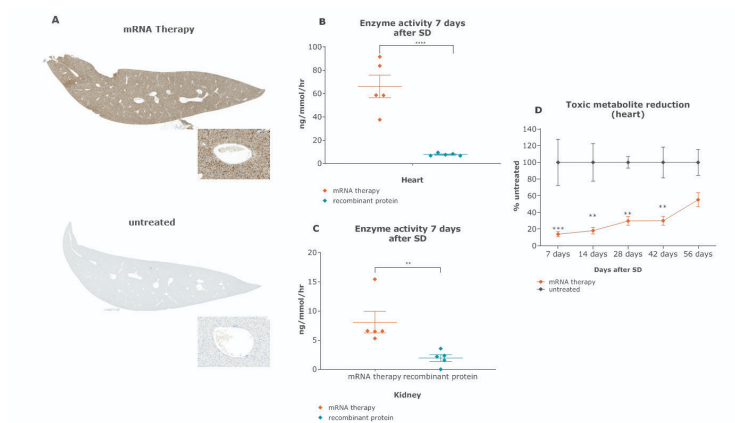 A
mRNA Therapy
untreated
B
Enzyme activity 7 days
after SD
****
100
80
60
40
20
0
ng/mmol/hr
Heart
mRNA therapy
recombinant protein
C
Enzyme activity 7 days
after SD
**
20
15
10
5
0
ng/mmol/hr
mRNA therapy recombinant protein
Kidney
mRNA therapy
recombinant protein
D
Toxic metabolite reduction
(heart)
140
120
100
80
60
40
20
0
% untreated
***
**
**
**
7 days 14 days 28 days 42 days 56 days
Days after SD
mRNA therapy
untreated